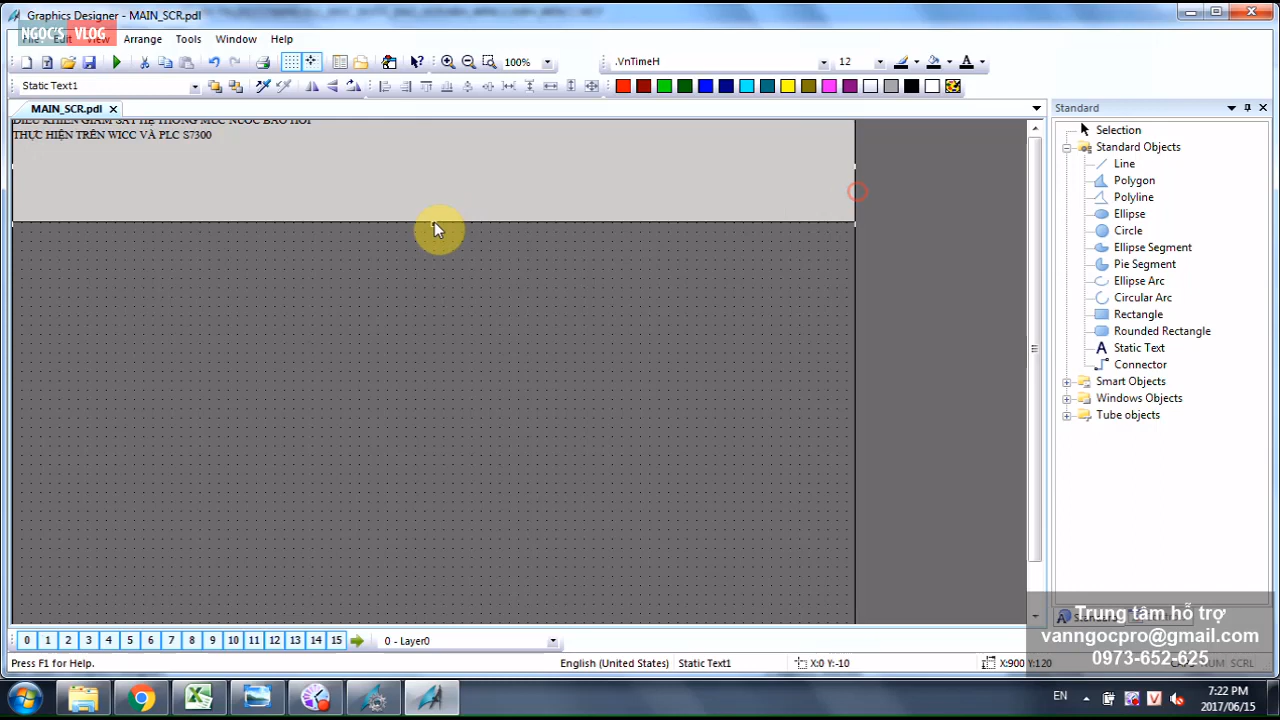 Graphics Designer - MAIN_SCR.pdl
NGOC'S VLOG
File Edit View Arrange Tools Window Help
100%
.VnTimeH
12
Static Text1
MAIN_SCR.pdl
Standard
THỰC HIỆN TRÊN WICC VÀ PLC S7300
Selection
Standard Objects
Line
Polygon
Polyline
Ellipse
Circle
Ellipse Segment
Pie Segment
Ellipse Arc
Circular Arc
Rectangle
Rounded Rectangle
Static Text
Connector
Smart Objects
Windows Objects
Tube objects
Trung tâm hỗ trợ
vanngocpro@gmail.com
0973-652-625
0 1 2 3 4 5 6 7 8 9 10 11 12 13 14 15
0 - Layer0
Press F1 for Help.
English (United States)
Static Text1
X:0 Y:-10
X:900 Y:120
NUM SCRL
EN
7:22 PM
2017/06/15